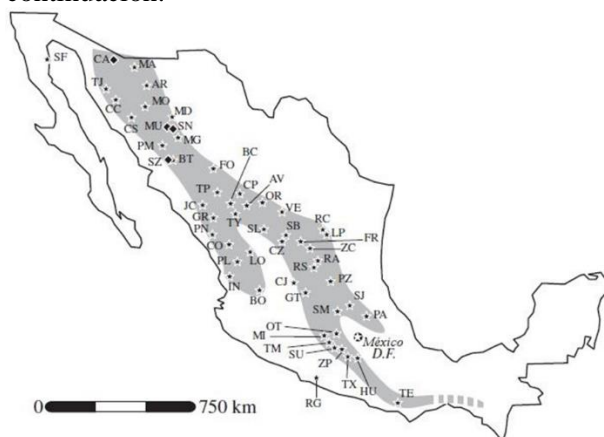 SF
CA
MA
TJ
AR
CC
MO
CS
MD
MU
SN
MG
PM
SZ
BT
FO
BC
AV
TP
CP
OR
JC
VE
GR
TY
RC
LP
PN
SL
SB
FR
CO
CZ
ZC
LO
RA
PL
RS
IN
CJ
PZ
BO
GT
SJ
SM
PA
OT
MI
México
D.F.
TM
SU
ZP
TX
HU
TE
RG
0
750 km